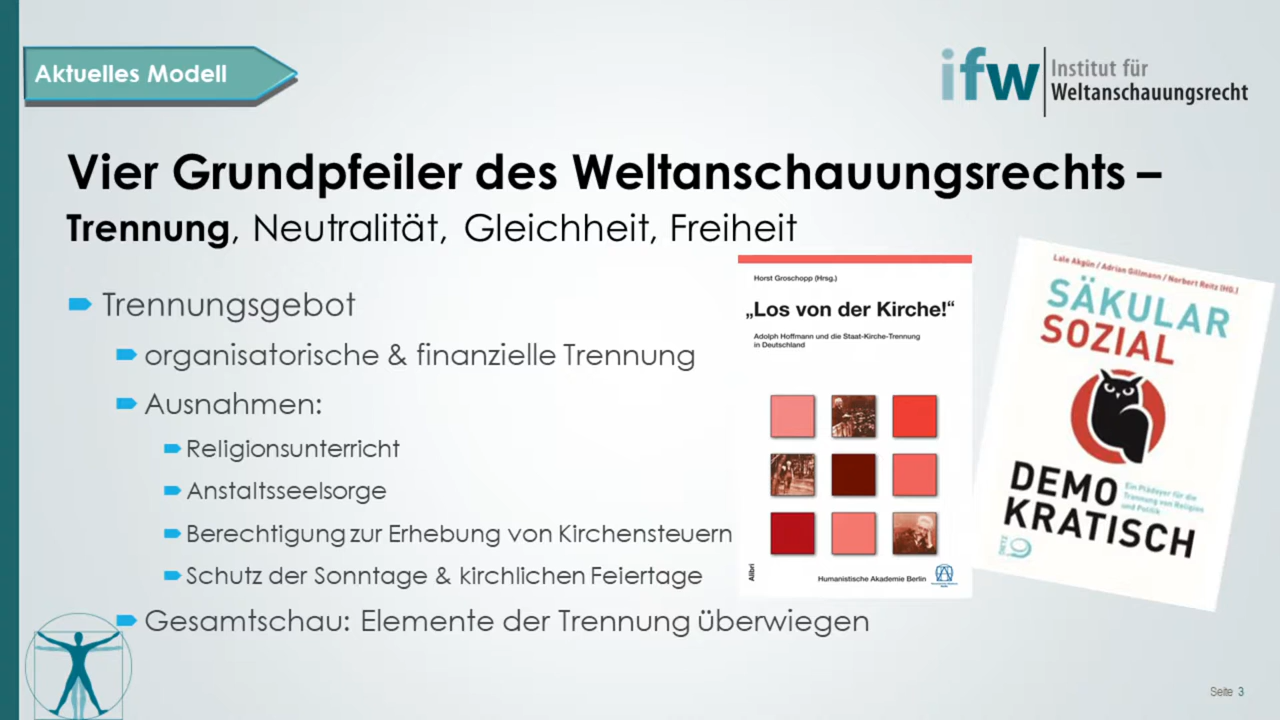 Aktuelles Modell
ifw
Institut für
Weltanschauungsrecht
Vier Grundpfeiler des Weltanschauungsrechts –
Trennung, Neutralität, Gleichheit, Freiheit
Trennungsgebot
organisatorische & finanzielle Trennung
Ausnahmen:
Religionsunterricht
Anstaltsseelsorge
Berechtigung zur Erhebung von Kirchensteuern
Schutz der Sonntage & kirchlichen Feiertage
Gesamtschau: Elemente der Trennung überwiegen
Horst Groschopp (Hrsg.)
„Los von der Kirche!“
Adolph Hoffmann und die Staat-Kirche-Trennung
in Deutschland
Alibri
Humanistische Akademie Berlin
Lale Akgün / Adrian Gillmann / Norbert Reitz (HG.)
SÄKULAR
SOZIAL
DEMO
KRATISCH
Ein Plädoyer für die
Trennung von Religion
und Politik
DIETZ
Seite 3